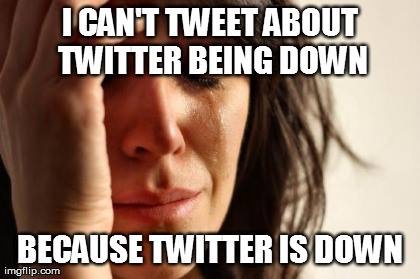 I CAN'T TWEET ABOUT
TWITTER BEING DOWN
BECAUSE TWITTER IS DOWN
imgflip.com